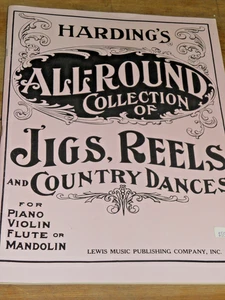 HARDING'S
ALL-ROUND
COLLECTION
OF
JIGS, REELS
AND COUNTRY DANCES
FOR
PIANO
VIOLIN
FLUTE OR
MANDOLIN
LEWIS MUSIC PUBLISHING COMPANY, INC.